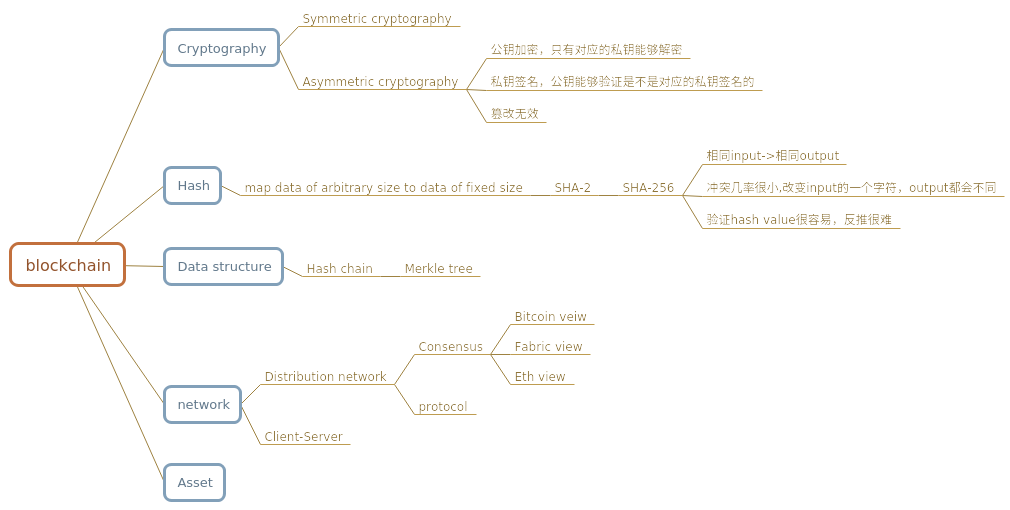 blockchain
Cryptography
Symmetric cryptography
Asymmetric cryptography
公钥加密，只有对应的私钥能够解密
私钥签名，公钥能够验证是不是对应的私钥签名的
篡改无效
Hash
map data of arbitrary size to data of fixed size
SHA-2
SHA-256
相同input->相同output
冲突几率很小,改变input的一个字符，output都会不同
验证hash value很容易，反推很难
Data structure
Hash chain
Merkle tree
network
Distribution network
Consensus
Bitcoin veiw
Fabric view
Eth view
protocol
Client-Server
Asset